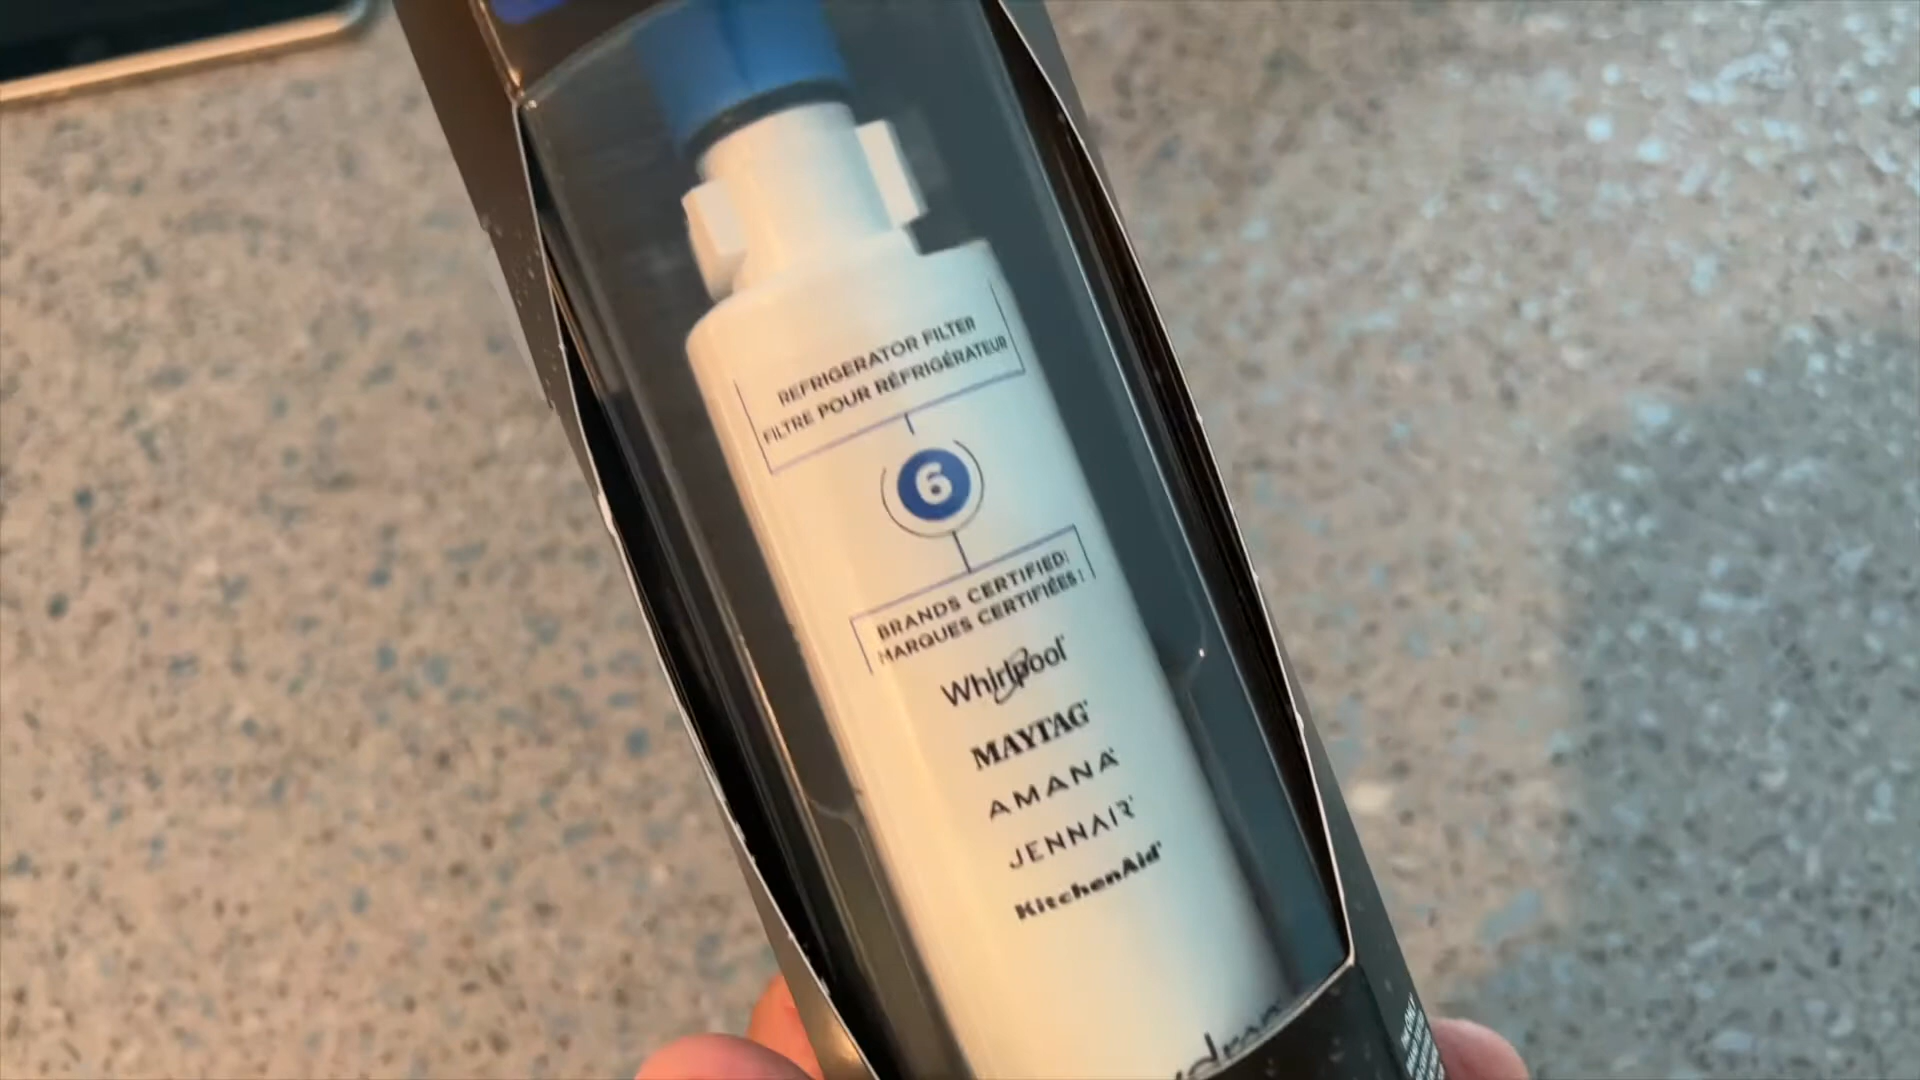 REFRIGERATOR FILTER
FILTRE POUR RÉFRIGÉRATEUR
6
BRANDS CERTIFIED:
MARQUES CERTIFIÉES :
Whirlpool
MAYTAG
AMANA
JENNAIR
KitchenAid